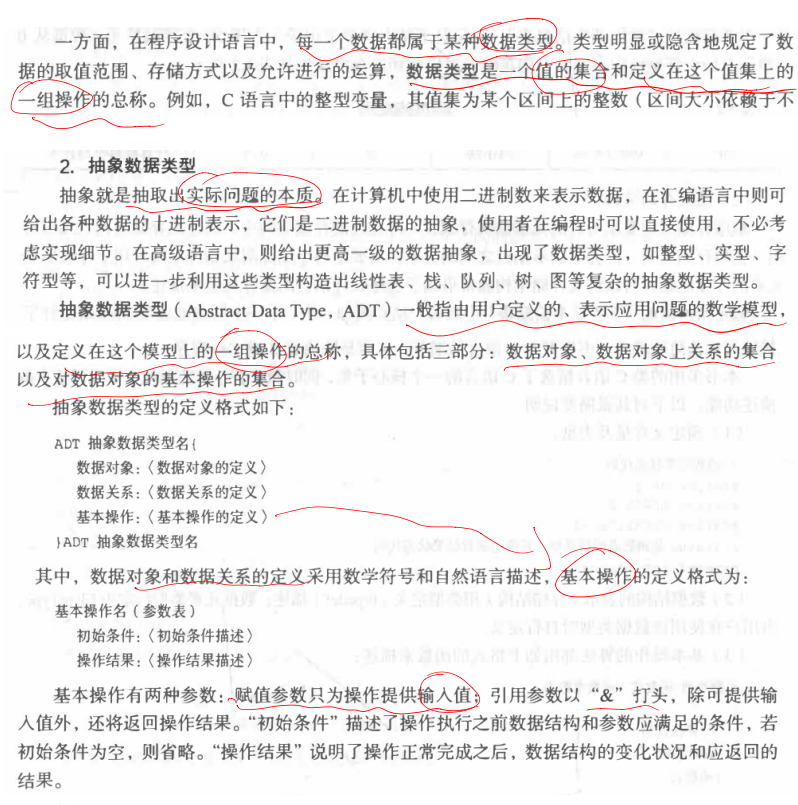 一方面，在程序设计语言中，每一个数据都属于某种数据类型。类型明显或隐含地规定了数
据的取值范围、存储方式以及允许进行的运算，数据类型是一个值的集合和定义在这个值集上的
一组操作的总称。例如，C 语言中的整型变量，其值集为某个区间上的整数（区间大小依赖于不
2. 抽象数据类型
抽象就是抽取出实际问题的本质。在计算机中使用二进制数来表示数据，在汇编语言中则可
给出各种数据的十进制表示，它们是二进制数据的抽象，使用者在编程时可以直接使用，不必考
虑实现细节。在高级语言中，则给出更高一级的数据抽象，出现了数据类型，如整型、实型、字
符型等，可以进一步利用这些类型构造出线性表、栈、队列、树、图等复杂的抽象数据类型。
抽象数据类型（Abstract Data Type，ADT）一般指由用户定义的、表示应用问题的数学模型，
以及定义在这个模型上的一组操作的总称，具体包括三部分：数据对象、数据对象上关系的集合
以及对数据对象的基本操作的集合。
抽象数据类型的定义格式如下：
ADT 抽象数据类型名{
数据对象：〈数据对象的定义〉
数据关系：〈数据关系的定义〉
基本操作：〈基本操作的定义〉
}ADT 抽象数据类型名
其中，数据对象和数据关系的定义采用数学符号和自然语言描述，基本操作的定义格式为：
基本操作名（参数表）
初始条件：〈初始条件描述〉
操作结果：〈操作结果描述〉
基本操作有两种参数：赋值参数只为操作提供输入值；引用参数以“&”打头，除可提供输
入值外，还将返回操作结果。“初始条件”描述了操作执行之前数据结构和参数应满足的条件，若
初始条件为空，则省略。“操作结果”说明了操作正常完成之后，数据结构的变化状况和应返回的
结果。